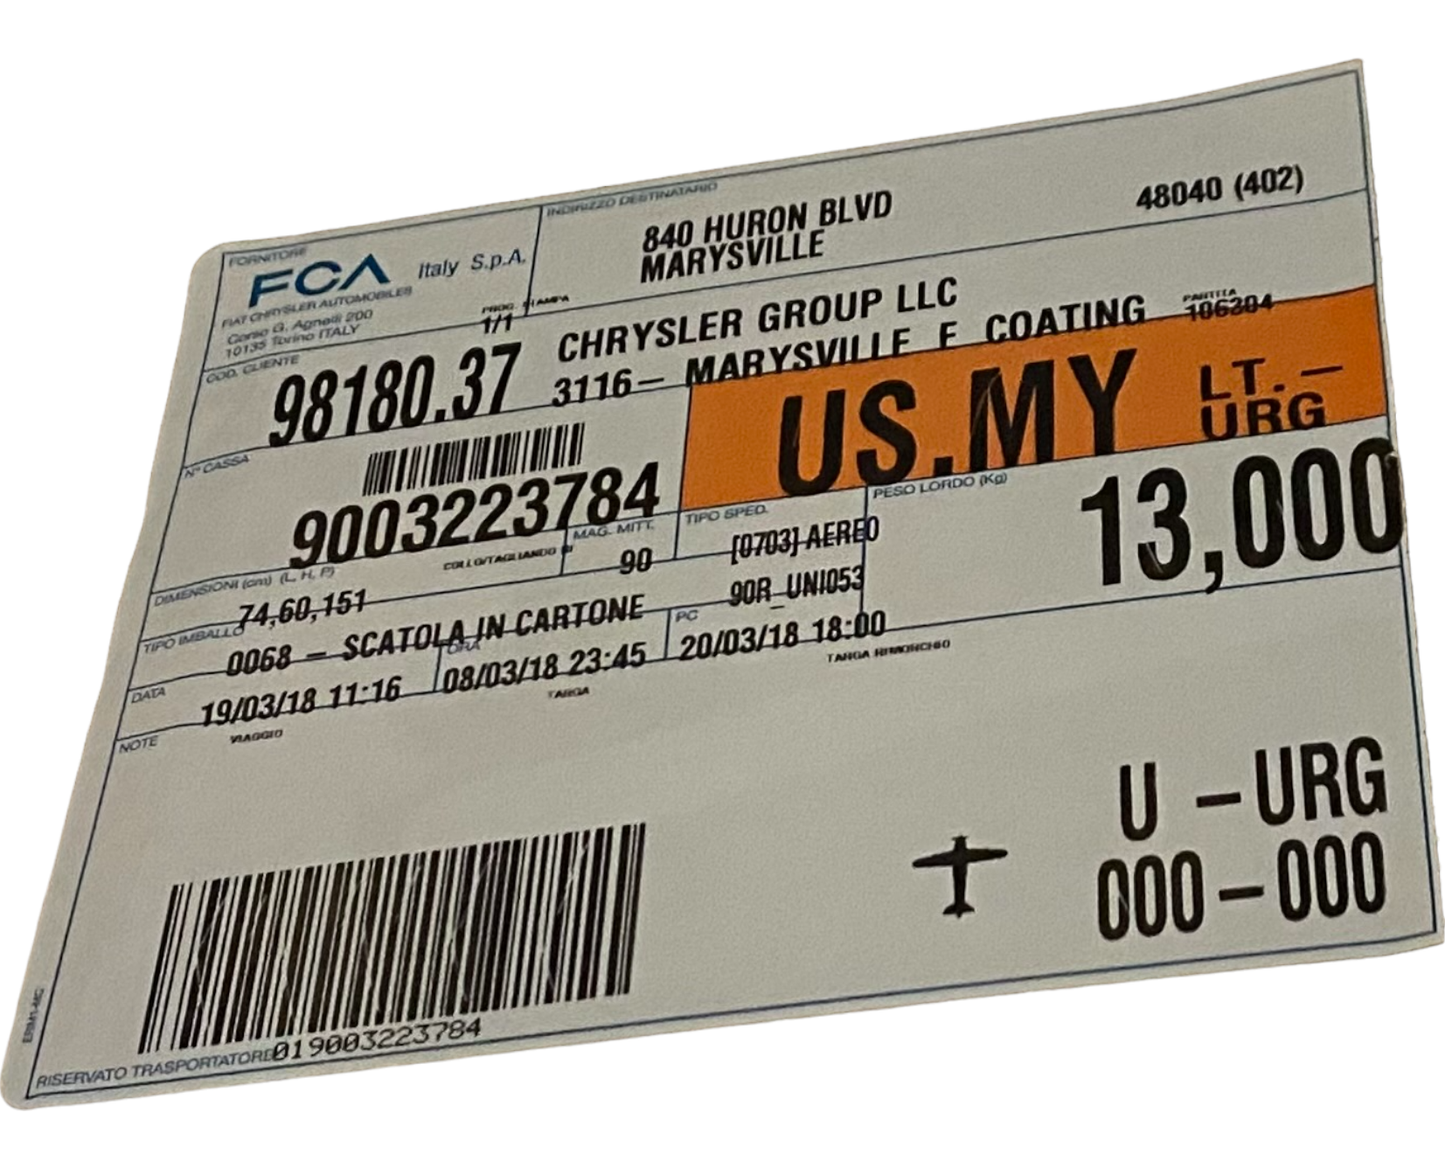 INDIRIZZO DESTINATARIO
840 HURON BLVD
MARYSVILLE
48040 (402)
FORNITORE
FCA Italy S.p.A.
FIAT CHRYSLER AUTOMOBILES
Corso G. Agnelli 200
10135 Torino ITALY
PROG. STAMPA
1/1
COD. CLIENTE
98180.37
CHRYSLER GROUP LLC
3116- MARYSVILLE F COATING
PARTITA
106204
US.MY
LT.-
URG
N° CASSA
9003223784
COLLO/TAGLIANDO
MAG. MITT.
90
TIPO SPED.
[0703] AEREO
90R_UNI053
PESO LORDO (Kg)
13,000
DIMENSIONI (cm) (L, H, P)
74,60,151
TIPO IMBALLO
0068 - SCATOLA IN CARTONE
DATA
19/03/18 11:16
ORA
08/03/18 23:45
PC
20/03/18 18:00
NOTE
VIAGGIO
TARGA
TARGA RIMORCHIO
U -URG
000-000
019003223784
RISERVATO TRASPORTATORE